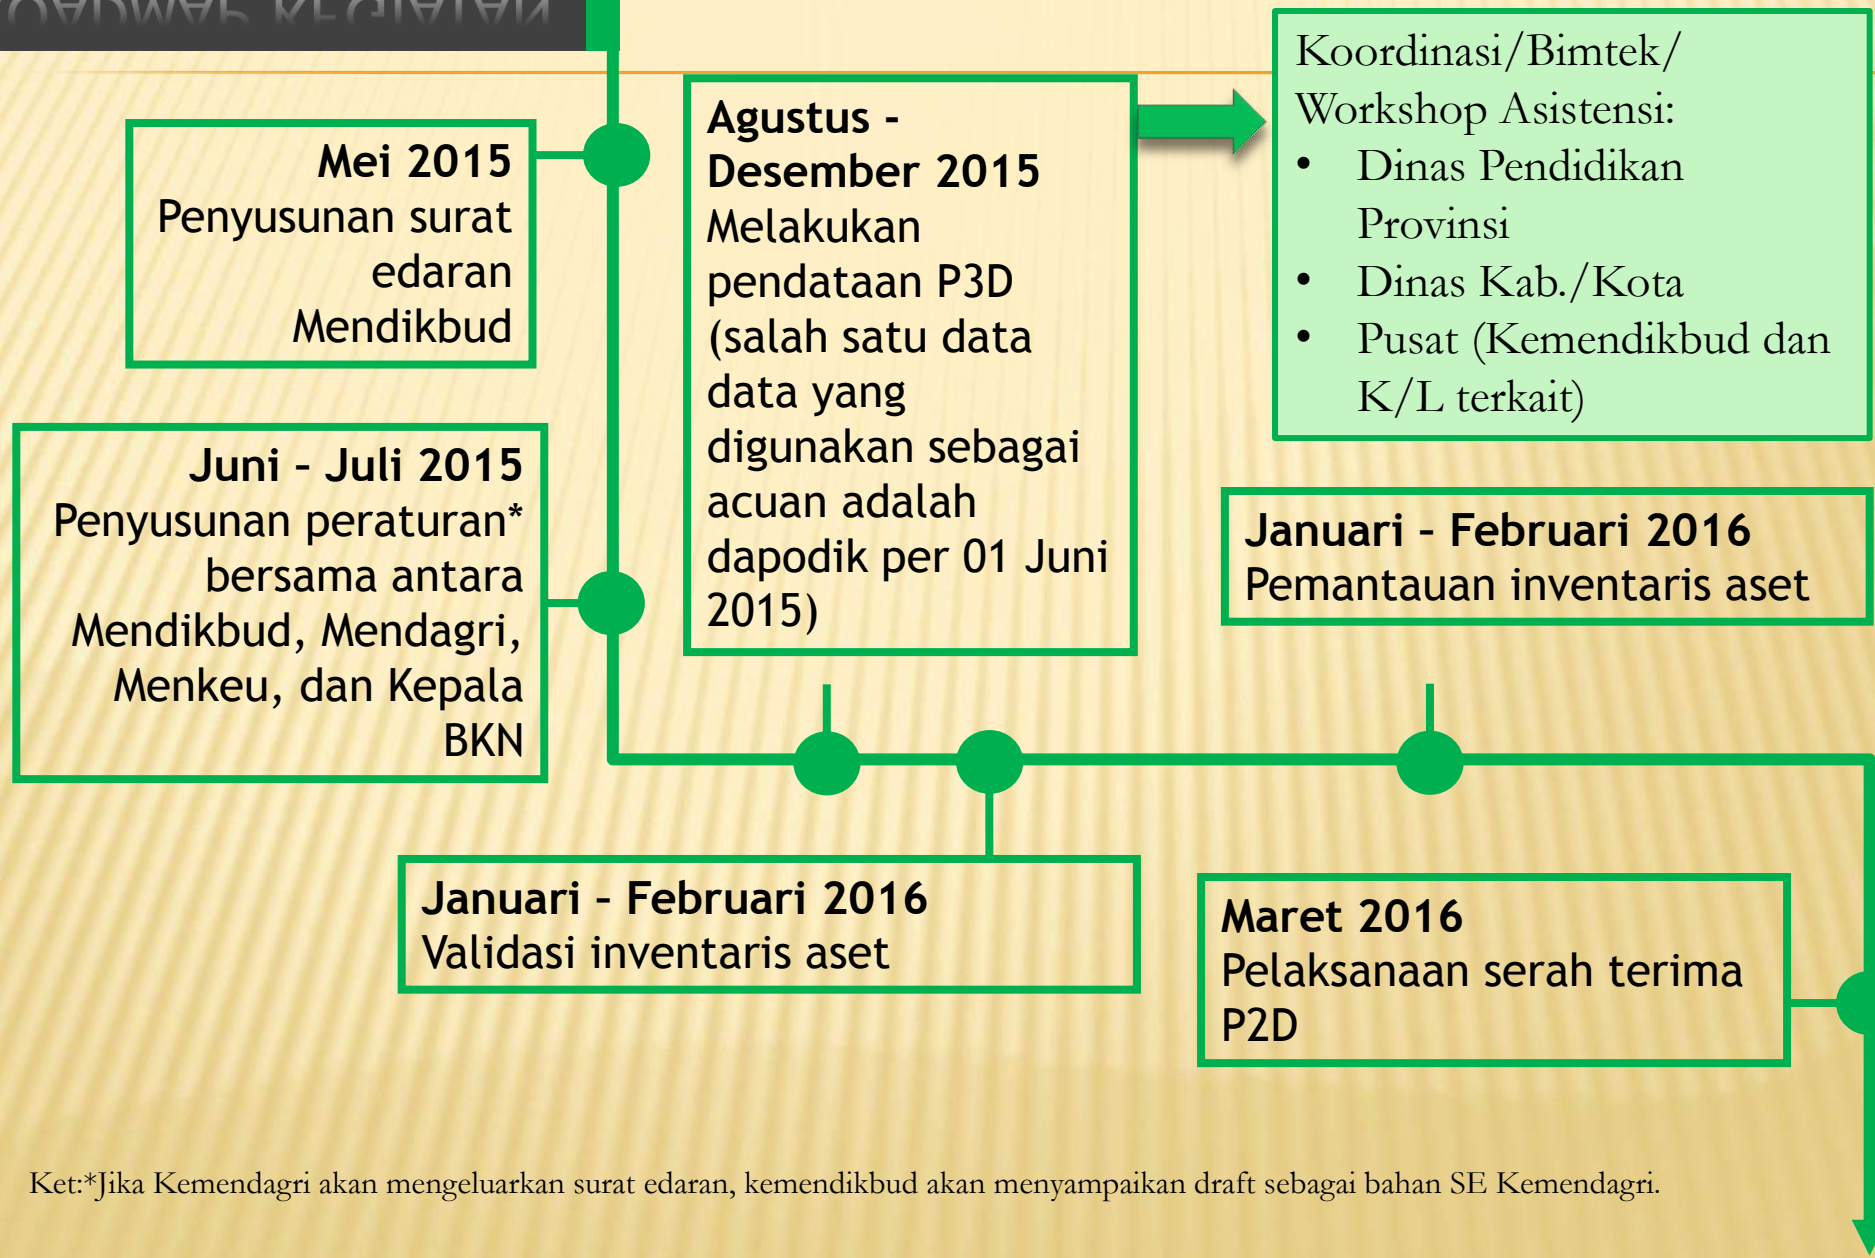 OADMAP KEGIATAN
Mei 2015
Penyusunan surat
edaran
Mendikbud
Juni – Juli 2015
Penyusunan peraturan*
bersama antara
Mendikbud, Mendagri,
Menkeu, dan Kepala
BKN
Agustus -
Desember 2015
Melakukan
pendataan P3D
(salah satu data
data yang
digunakan sebagai
acuan adalah
dapodik per 01 Juni
2015)
Koordinasi/Bimtek/
Workshop Asistensi:
• Dinas Pendidikan
Provinsi
• Dinas Kab./Kota
• Pusat (Kemendikbud dan
K/L terkait)
Januari – Februari 2016
Validasi inventaris aset
Januari – Februari 2016
Pemantauan inventaris aset
Maret 2016
Pelaksanaan serah terima
P2D
Ket:*Jika Kemendagri akan mengeluarkan surat edaran, kemendikbud akan menyampaikan draft sebagai bahan SE Kemendagri.